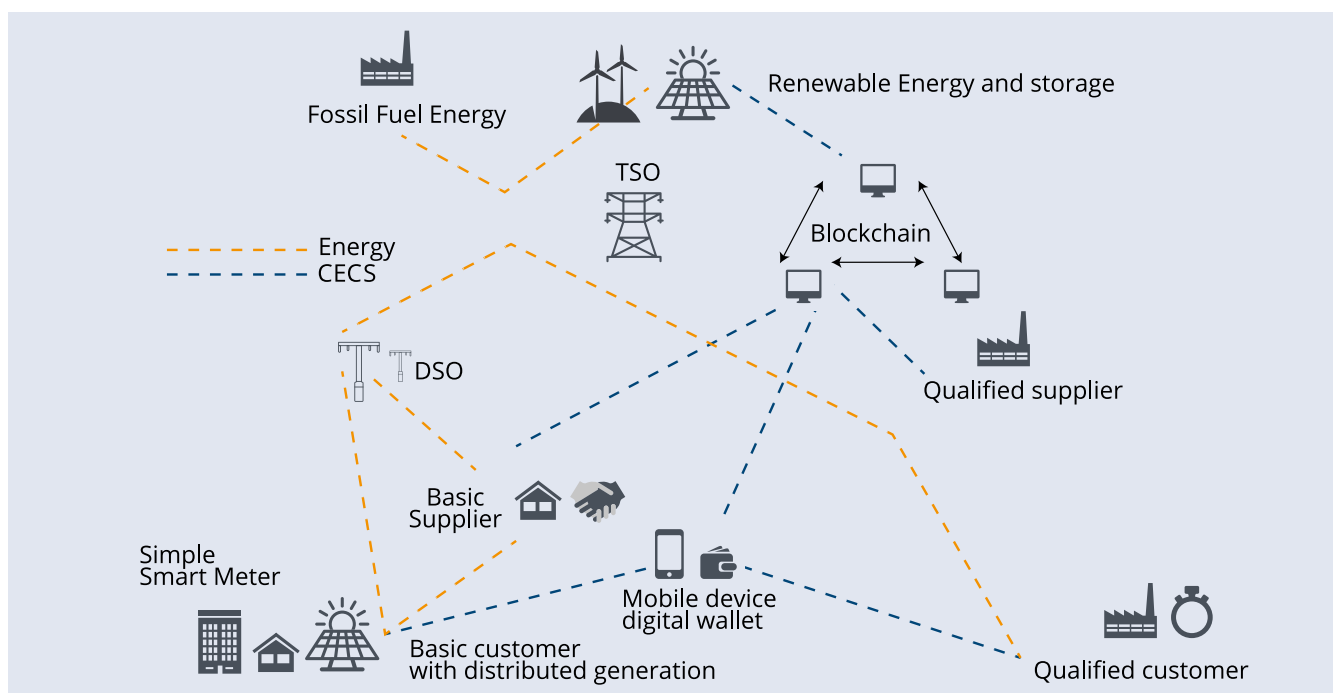 Renewable Energy and storage
Fossil Fuel Energy
TSO
Blockchain
Energy
CECS
DSO
Qualified supplier
Basic
Supplier
Simple
Smart Meter
Mobile device
digital wallet
Basic customer
with distributed generation
Qualified customer